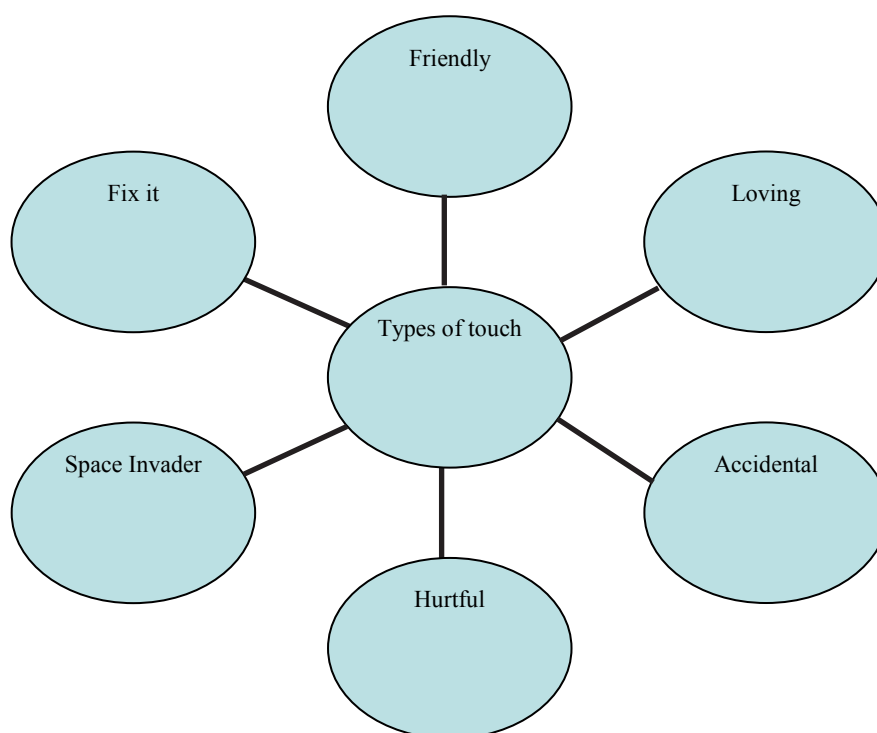 Friendly
Fix it
Loving
Types of touch
Space Invader
Accidental
Hurtful